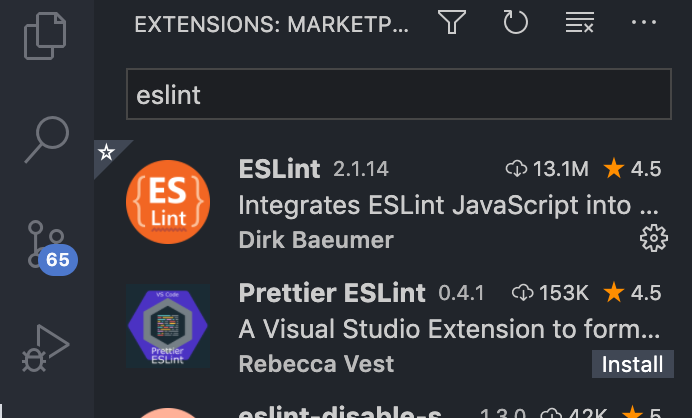 EXTENSIONS: MARKETP...
eslint
ESLint 2.1.14 13.1M 4.5
ES
Lint
Integrates ESLint JavaScript into ...
Dirk Baeumer
65
Prettier ESLint 0.4.1 153K 4.5
VS Code
Prettier
ESLint
A Visual Studio Extension to form...
Rebecca Vest Install
eslint-disable-s 1.3.0 42K 5